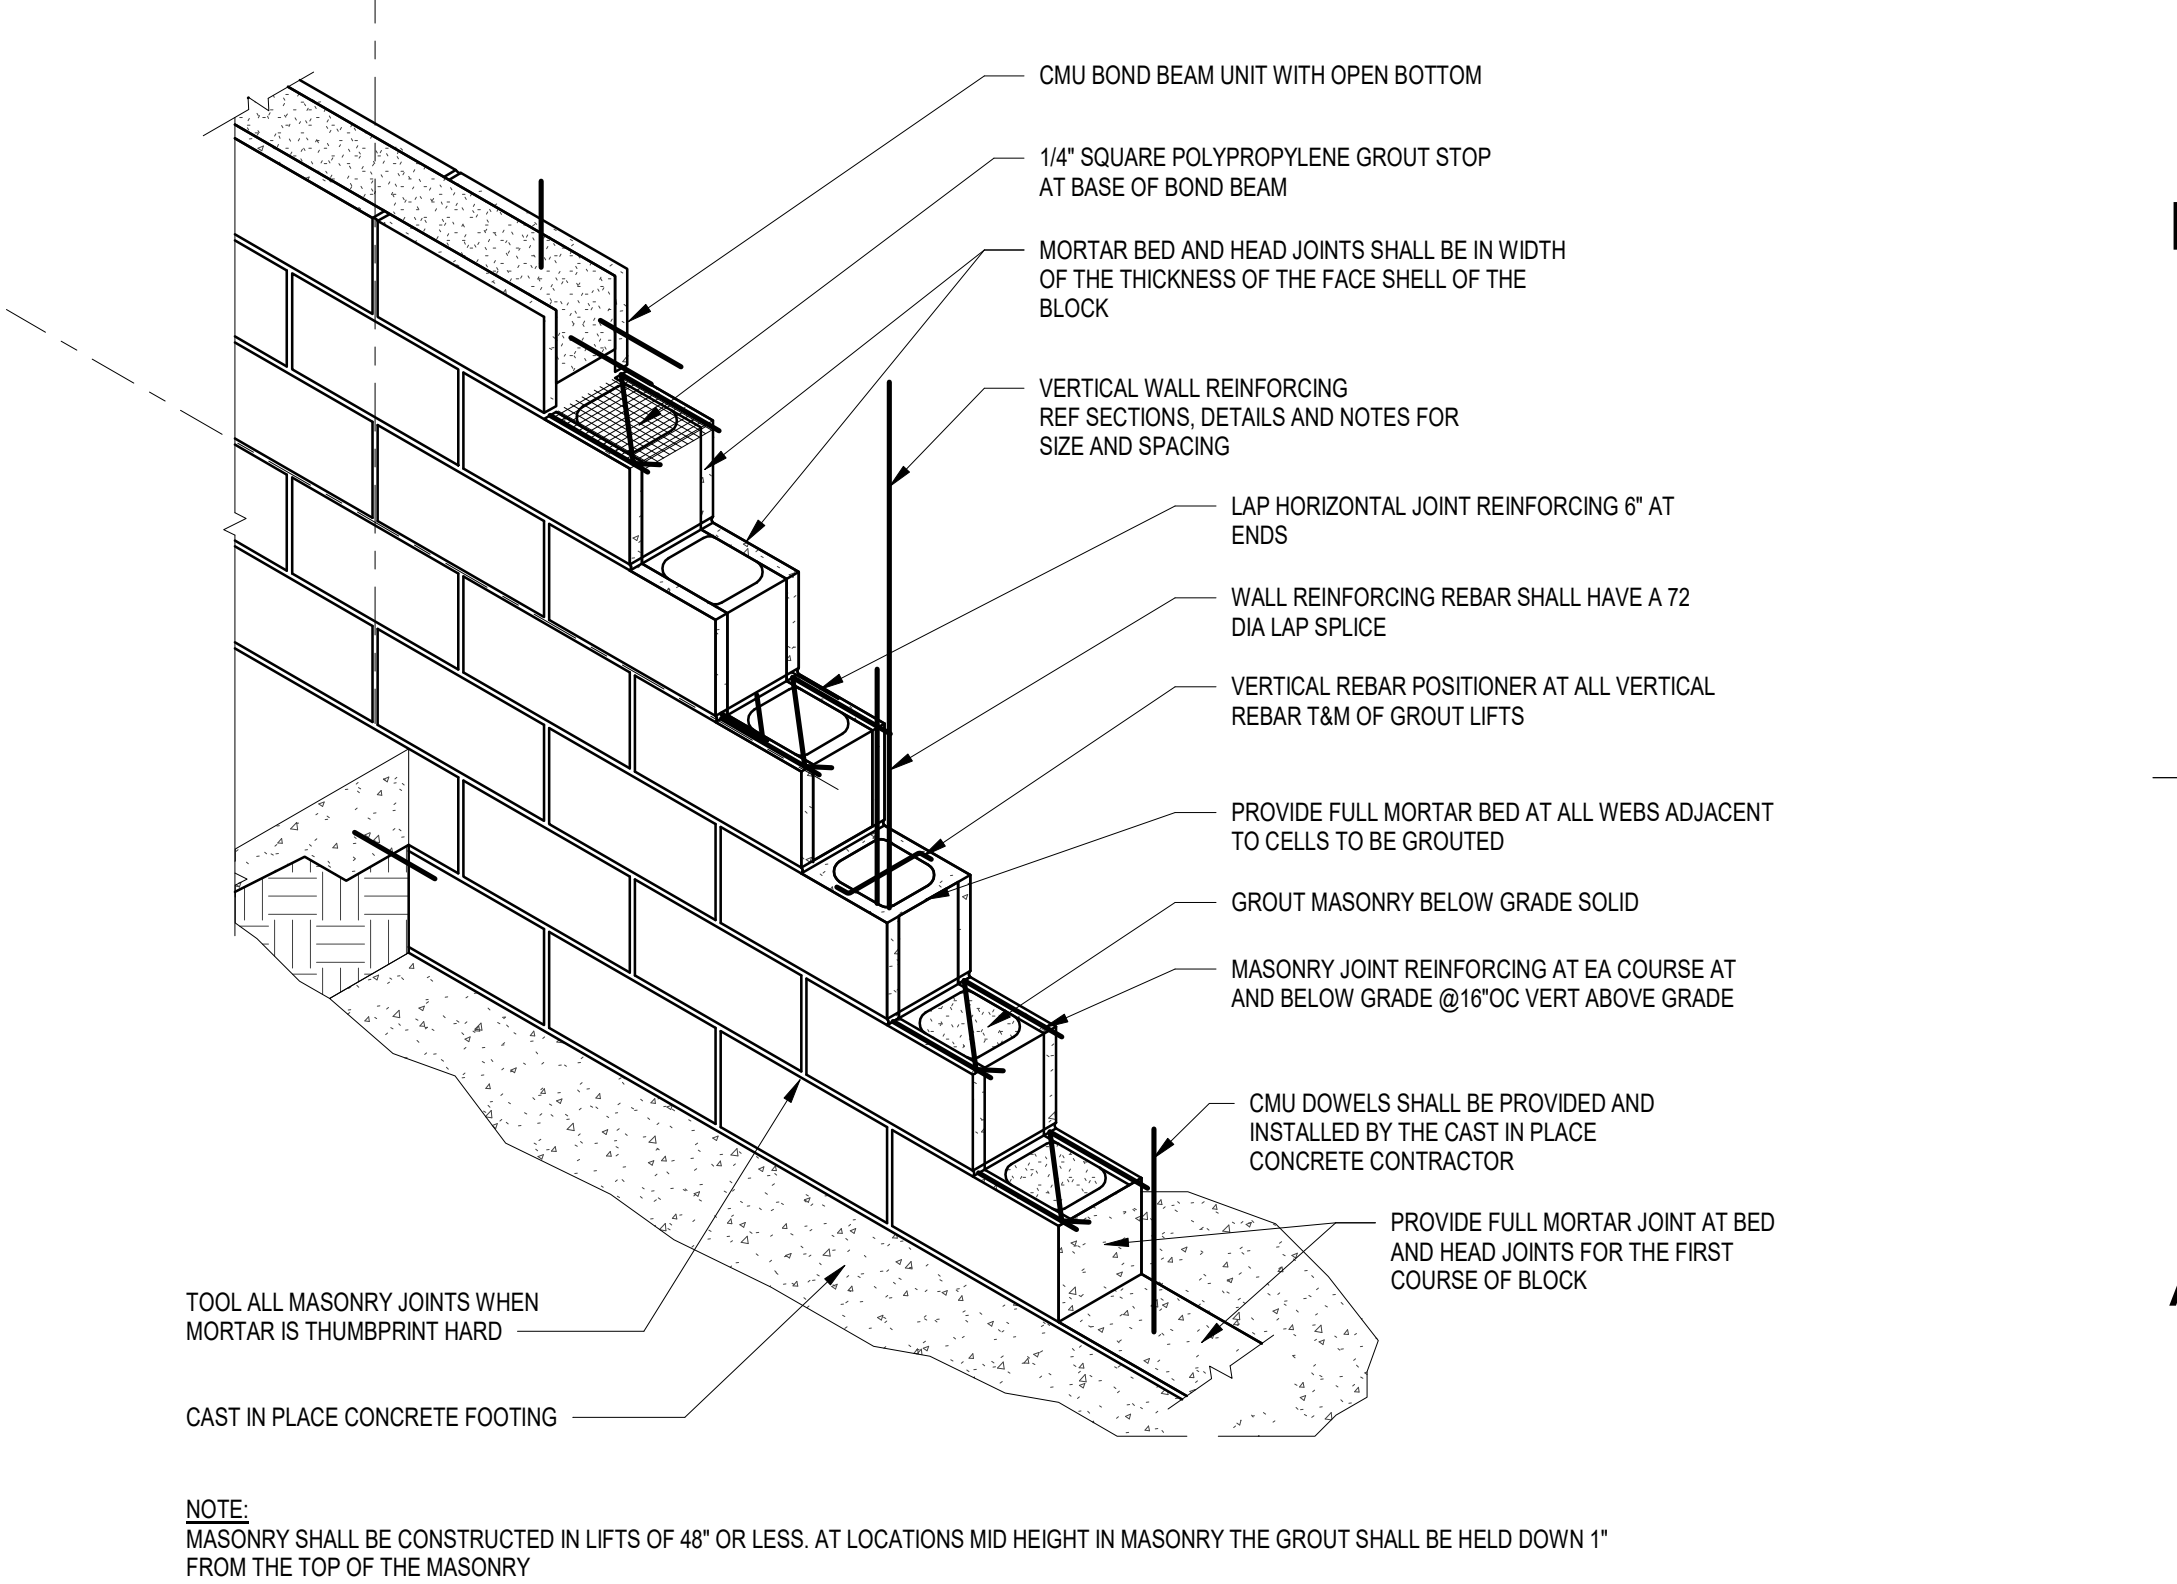 CMU BOND BEAM UNIT WITH OPEN BOTTOM
1/4" SQUARE POLYPROPYLENE GROUT STOP
AT BASE OF BOND BEAM
MORTAR BED AND HEAD JOINTS SHALL BE IN WIDTH
OF THE THICKNESS OF THE FACE SHELL OF THE
BLOCK
VERTICAL WALL REINFORCING
REF SECTIONS, DETAILS AND NOTES FOR
SIZE AND SPACING
LAP HORIZONTAL JOINT REINFORCING 6" AT
ENDS
WALL REINFORCING REBAR SHALL HAVE A 72
DIA LAP SPLICE
VERTICAL REBAR POSITIONER AT ALL VERTICAL
REBAR T&M OF GROUT LIFTS
PROVIDE FULL MORTAR BED AT ALL WEBS ADJACENT
TO CELLS TO BE GROUTED
GROUT MASONRY BELOW GRADE SOLID
MASONRY JOINT REINFORCING AT EA COURSE AT
AND BELOW GRADE @16"OC VERT ABOVE GRADE
CMU DOWELS SHALL BE PROVIDED AND
INSTALLED BY THE CAST IN PLACE
CONCRETE CONTRACTOR
PROVIDE FULL MORTAR JOINT AT BED
AND HEAD JOINTS FOR THE FIRST
COURSE OF BLOCK
TOOL ALL MASONRY JOINTS WHEN
MORTAR IS THUMBPRINT HARD
CAST IN PLACE CONCRETE FOOTING
NOTE:
MASONRY SHALL BE CONSTRUCTED IN LIFTS OF 48" OR LESS. AT LOCATIONS MID HEIGHT IN MASONRY THE GROUT SHALL BE HELD DOWN 1"
FROM THE TOP OF THE MASONRY